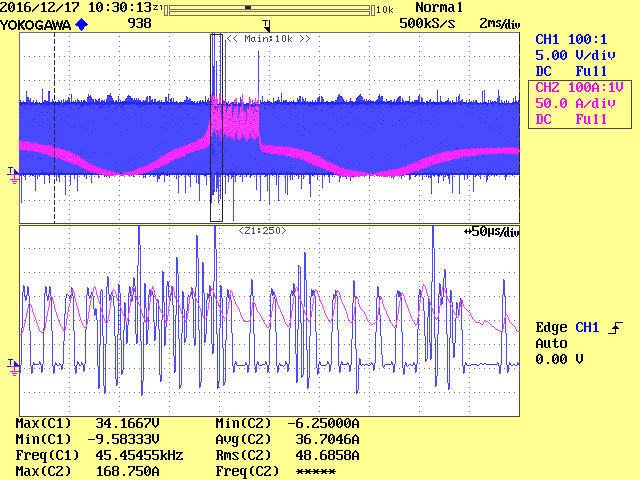 2016/12/17 10:30:13 Z1 10k Normal
YOKOGAWA 938 T 500kS/s 2ms/div
<< Main:10k >>
CH1 100:1
5.00 V/div
DC Full
CH2 100A:1V
50.0 A/div
DC Full
T
<Z1:250> 50µs/div
Edge CH1
Auto
0.00 V
T
Max(C1) 34.1667V Min(C2) -6.25000A
Min(C1) -9.58333V Avg(C2) 36.7046A
Freq(C1) 45.45455kHz Rms(C2) 48.6858A
Max(C2) 168.750A Freq(C2) *****